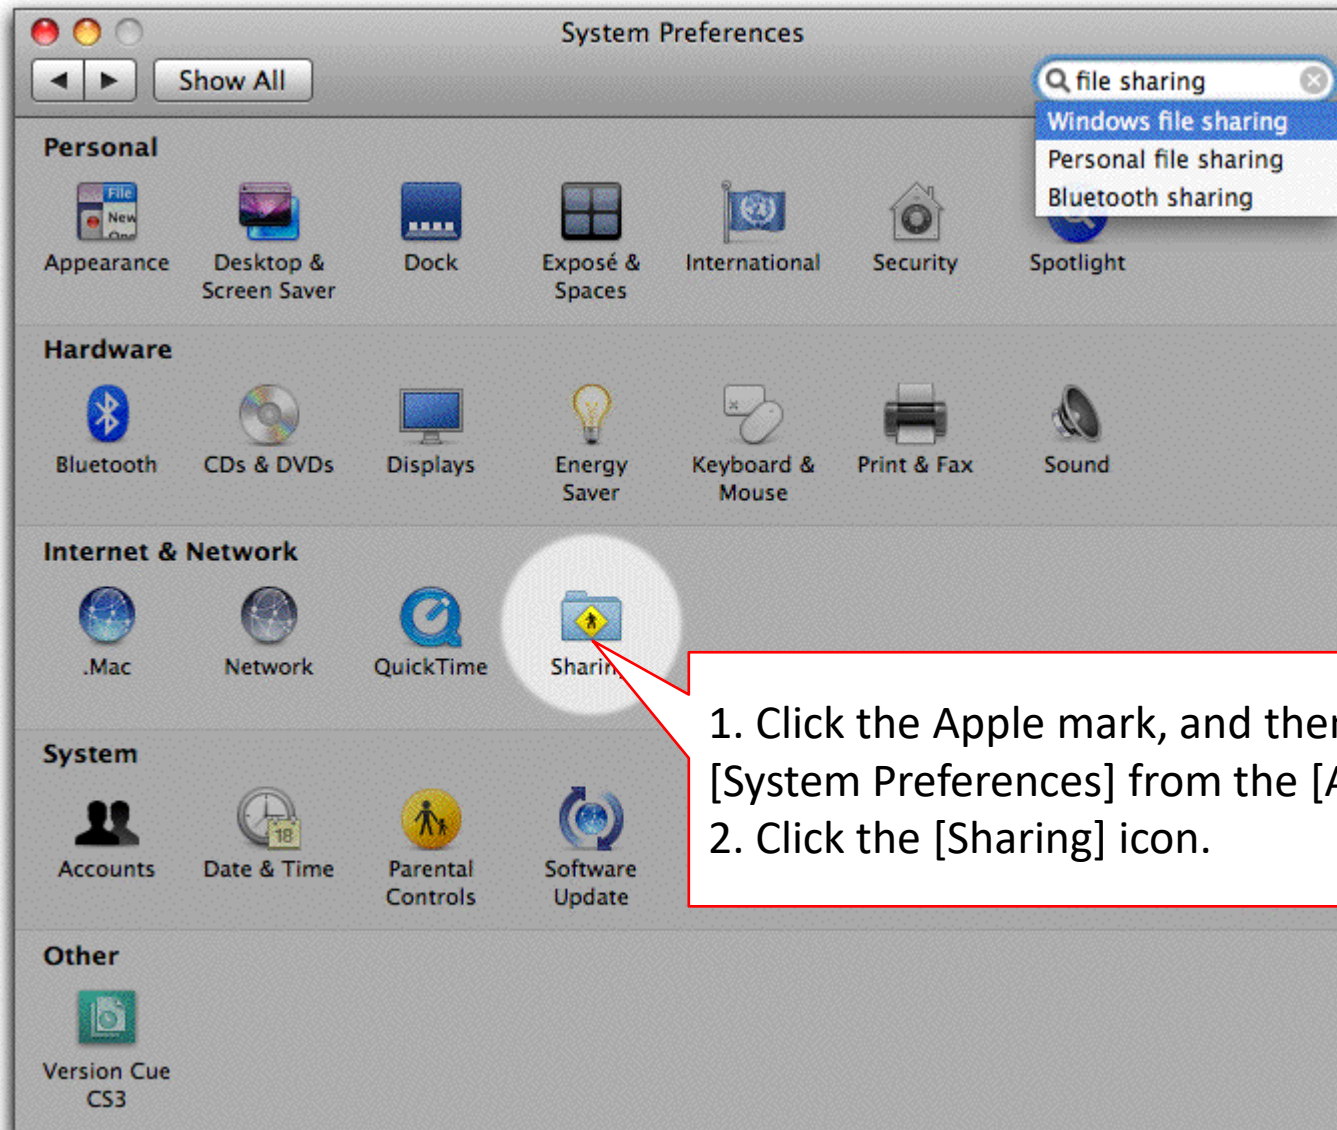 System Preferences
Show All
file sharing
Windows file sharing
Personal file sharing
Bluetooth sharing
Personal
File
New
Appearance
Desktop &
Screen Saver
Dock
Exposé &
Spaces
International
Security
Spotlight
Hardware
Bluetooth
CDs & DVDs
Displays
Energy
Saver
Keyboard &
Mouse
Print & Fax
Sound
Internet & Network
.Mac
Network
QuickTime
1. Click the Apple mark, and
[System Preferences] from the
2. Click the [Sharing] icon.
System
Accounts
18
Date & Time
Parental
Controls
Software
Update
Other
Version Cue
CS3